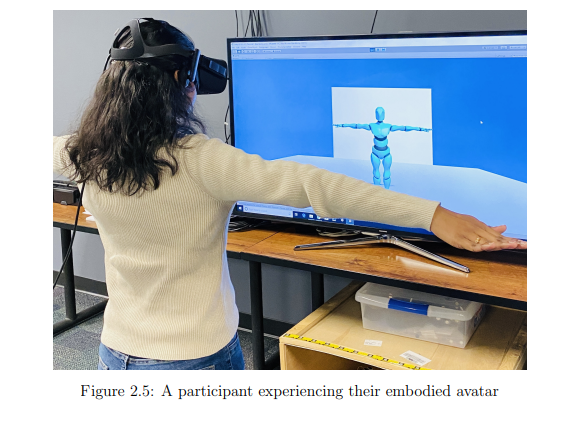 Figure 2.5: A participant experiencing their embodied avatar